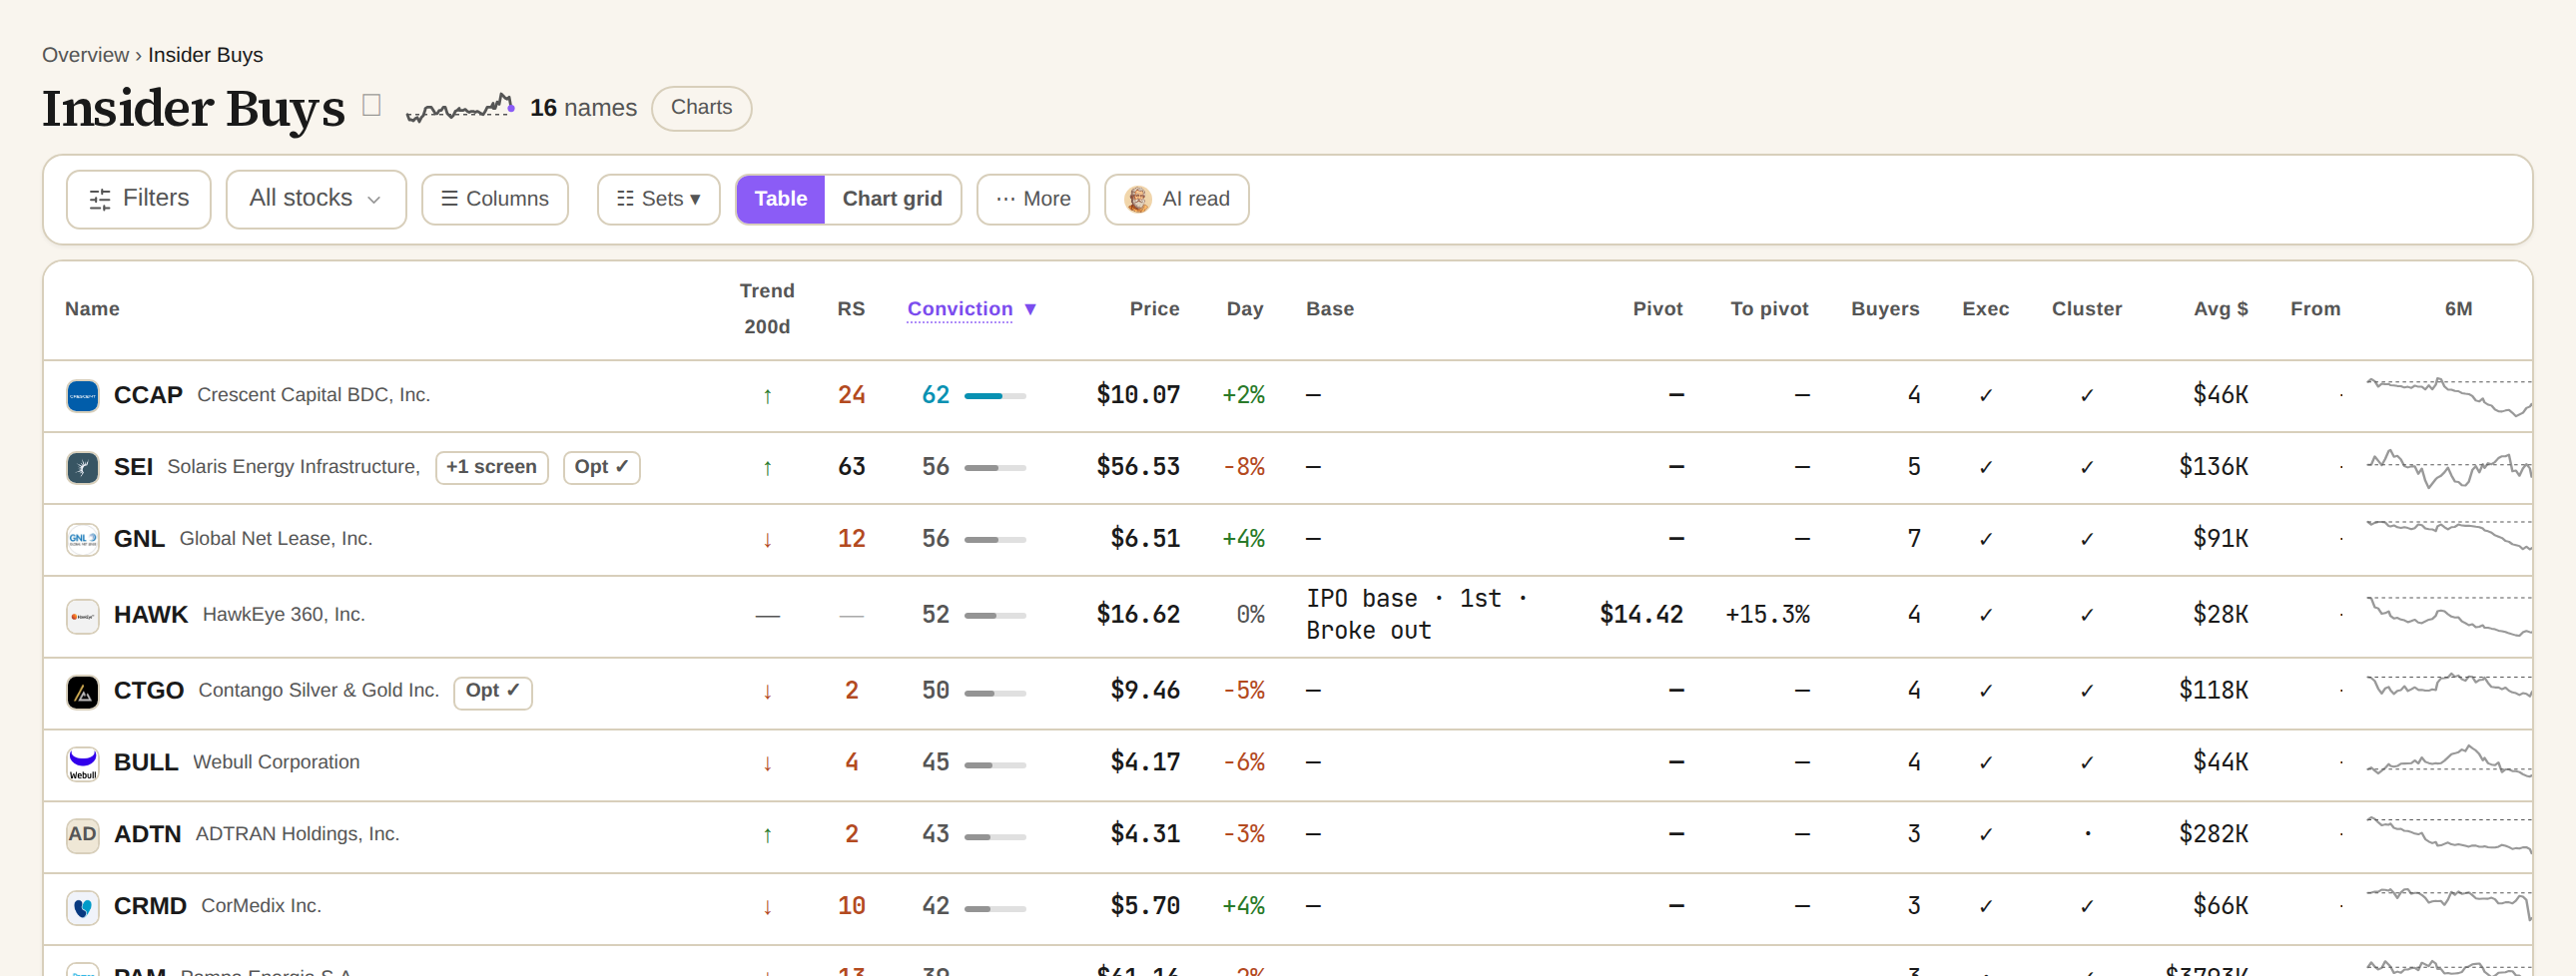 Overview › Insider Buys
Insider Buys 16 names Charts
Filters All stocks Columns Sets ▾ Table Chart grid ··· More AI read
Name Trend 200d RS Conviction ▼ Price Day Base Pivot To pivot Buyers Exec Cluster Avg $ From 6M
CCAP Crescent Capital BDC, Inc. ↑ 24 62 $10.07 +2% — — — 4 ✓ ✓ $46K ·
SEI Solaris Energy Infrastructure, +1 screen Opt ✓ ↑ 63 56 $56.53 -8% — — — 5 ✓ ✓ $136K ·
GNL Global Net Lease, Inc. ↓ 12 56 $6.51 +4% — — — 7 ✓ ✓ $91K ·
HAWK HawkEye 360, Inc. — — 52 $16.62 0% IPO base · 1st · Broke out $14.42 +15.3% 4 ✓ ✓ $28K ·
CTGO Contango Silver & Gold Inc. Opt ✓ ↓ 2 50 $9.46 -5% — — — 4 ✓ ✓ $118K ·
Webull BULL Webull Corporation ↓ 4 45 $4.17 -6% — — — 4 ✓ ✓ $44K ·
AD ADTN ADTRAN Holdings, Inc. ↑ 2 43 $4.31 -3% — — — 3 ✓ · $282K ·
CRMD CorMedix Inc. ↓ 10 42 $5.70 +4% — — — 3 ✓ ✓ $66K ·